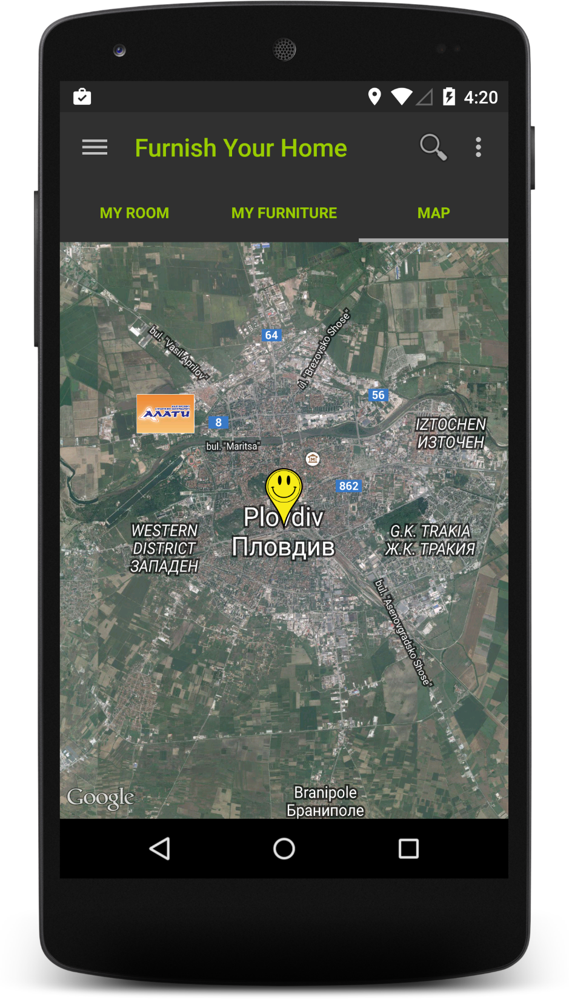 4:20
Furnish Your Home
MY ROOM
MY FURNITURE
MAP
64
bul. "Vasil Aprilov"
ul. "Brezovsko Shose"
56
АЛАТИ
8
IZTOCHEN
ИЗТОЧЕН
bul. "Maritsa"
862
Plovdiv
Пловдив
WESTERN
DISTRICT
ЗАПАДЕН
G.K. TRAKIA
Ж.К. ТРАКИЯ
bul. "Asenovgradsko Shose"
Google
Branipole
Браниполе